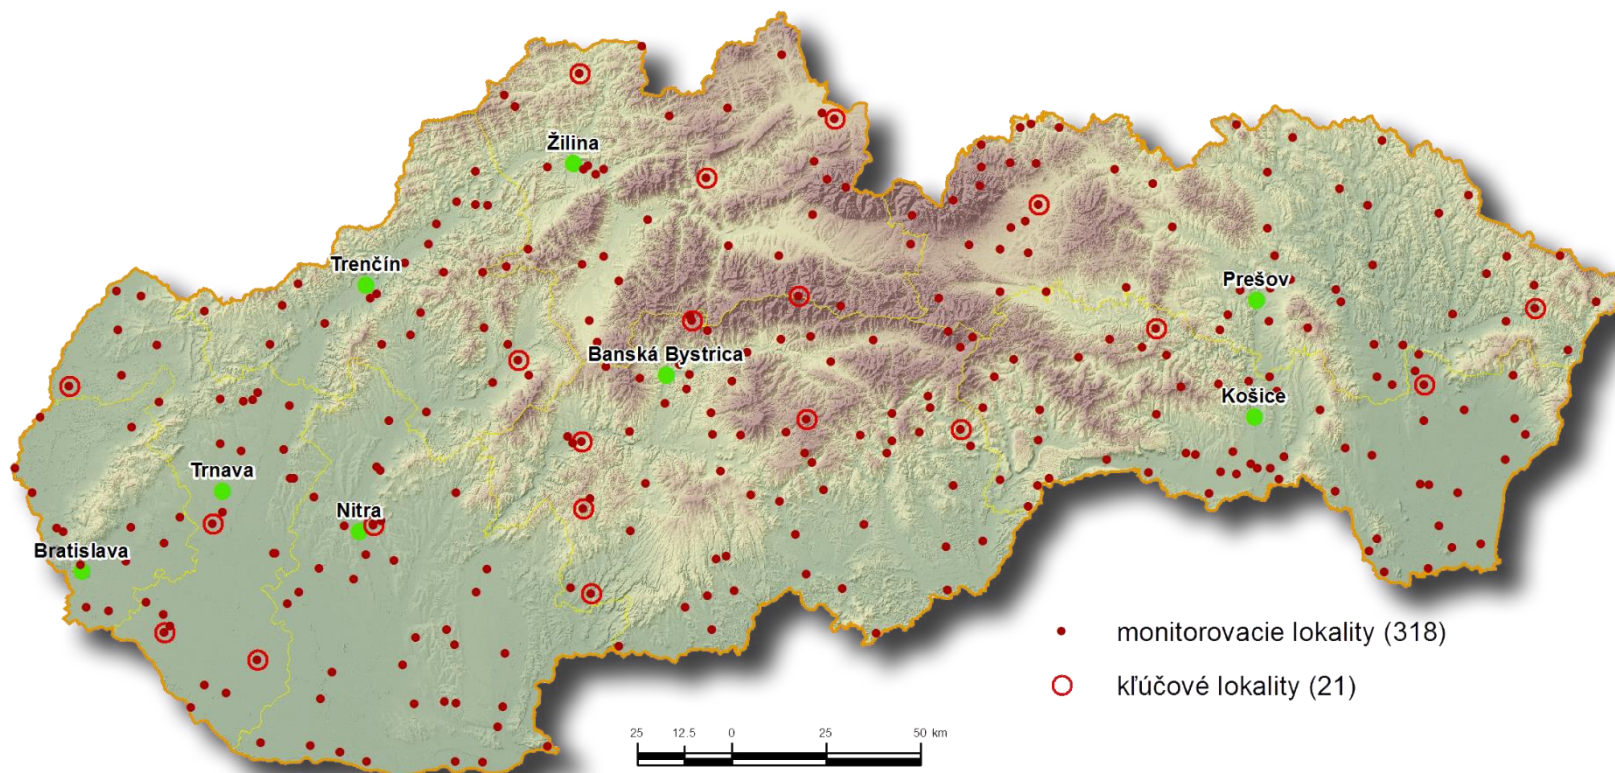 Žilina
Trenčín
Prešov
Banská Bystrica
Košice
Trnava
Nitra
Bratislava
monitorovacie lokality (318)
kľúčové lokality (21)
25 12.5 0 25 50 km